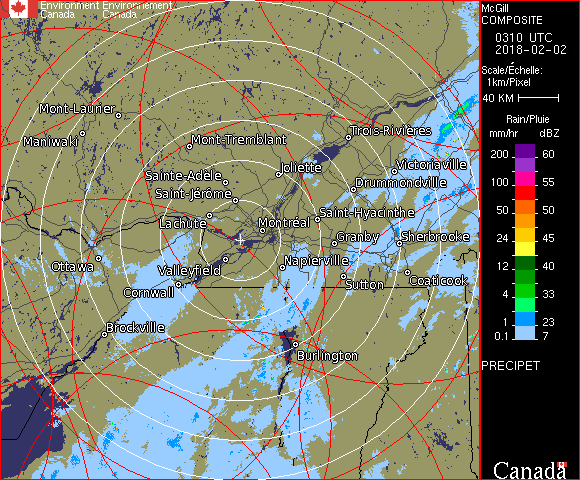 Environment Environnement
Canada Canada
McGill
COMPOSITE
0310 UTC
2018-02-02
Scale/Échelle:
1km/Pixel
40 KM
Rain/Pluie
mm/hr dBZ
200 60
100 55
50 50
24 45
12 40
4 33
1 23
0.1 7
PRECIPET
Canada
Mont-Laurier
Maniwaki
Mont-Tremblant
Trois-Rivières
Joliette
Victoriaville
Sainte-Adèle
Drummondville
Saint-Jérôme
Lachute
Saint-Hyacinthe
Montréal
Granby
Sherbrooke
Ottawa
Valleyfield
Napierville
Cornwall
Sutton
Coaticook
Brockville
Burlington